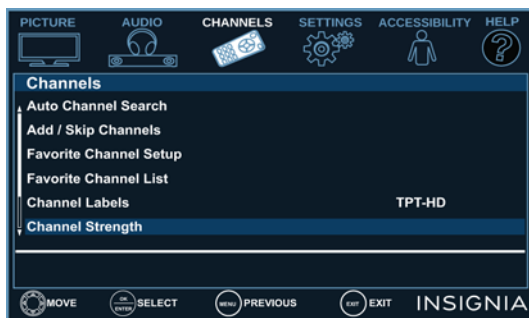 PICTURE AUDIO CHANNELS SETTINGS ACCESSIBILITY HELP
?
Channels
Auto Channel Search
Add / Skip Channels
Favorite Channel Setup
Favorite Channel List
Channel Labels TPT-HD
Channel Strength
MOVE OK ENTER SELECT MENU PREVIOUS EXIT EXIT INSIGNIA